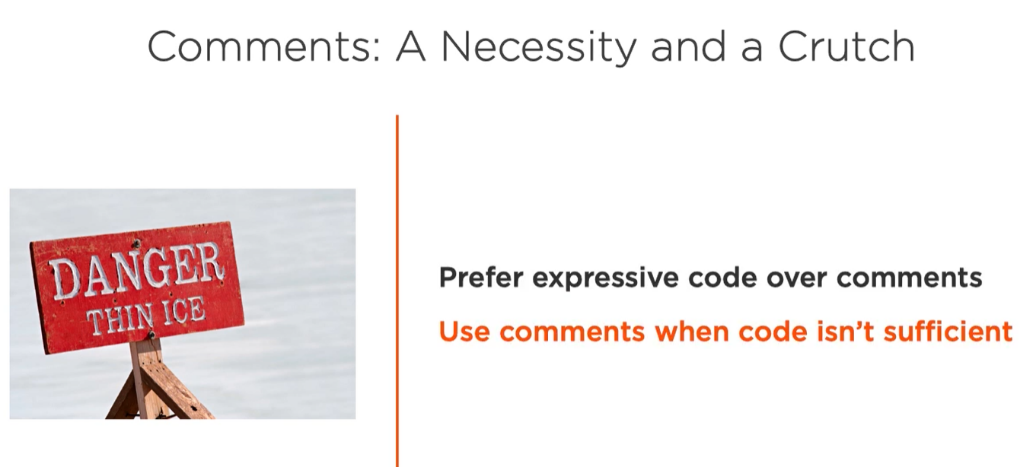 Comments: A Necessity and a Crutch
DANGER
THIN ICE
Prefer expressive code over comments
Use comments when code isn’t sufficient